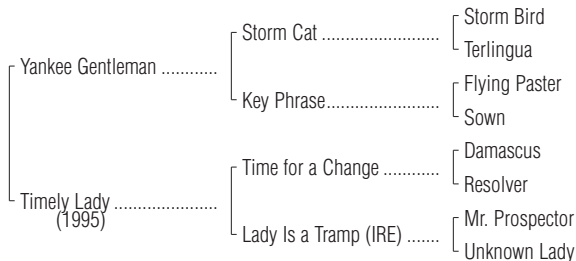 Storm Bird
Storm Cat ........................................
Terlingua
Yankee Gentleman ............
Flying Paster
Key Phrase.......................
Sown
Damascus
Time for a Change ............
Resolver
Timely Lady ......................
(1995)
Mr. Prospector
Lady Is a Tramp (IRE) .......
Unknown Lady